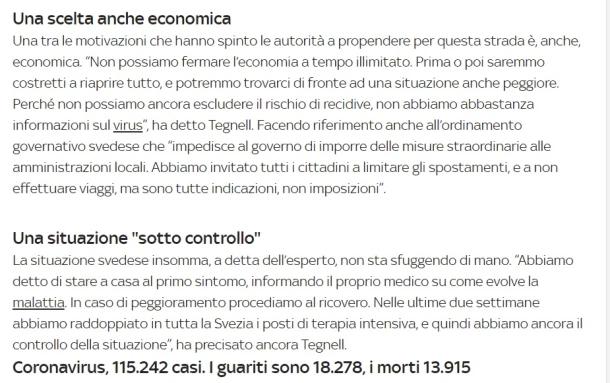 Una scelta anche economica
Una tra le motivazioni che hanno spinto le autorità a propendere per questa strada è, anche,
economica. “Non possiamo fermare l’economia a tempo illimitato. Prima o poi saremmo
costretti a riaprire tutto, e potremmo trovarci di fronte ad una situazione anche peggiore.
Perché non possiamo ancora escludere il rischio di recidive, non abbiamo abbastanza
informazioni sul virus”, ha detto Tegnell. Facendo riferimento anche all’ordinamento
governativo svedese che “impedisce al governo di imporre delle misure straordinarie alle
amministrazioni locali. Abbiamo invitato tutti i cittadini a limitare gli spostamenti, e a non
effettuare viaggi, ma sono tutte indicazioni, non imposizioni”.
Una situazione "sotto controllo"
La situazione svedese insomma, a detta dell’esperto, non sta sfuggendo di mano. “Abbiamo
detto di stare a casa al primo sintomo, informando il proprio medico su come evolve la
malattia. In caso di peggioramento procediamo al ricovero. Nelle ultime due settimane
abbiamo raddoppiato in tutta la Svezia i posti di terapia intensiva, e quindi abbiamo ancora il
controllo della situazione”, ha precisato ancora Tegnell.
Coronavirus, 115.242 casi. I guariti sono 18.278, i morti 13.915